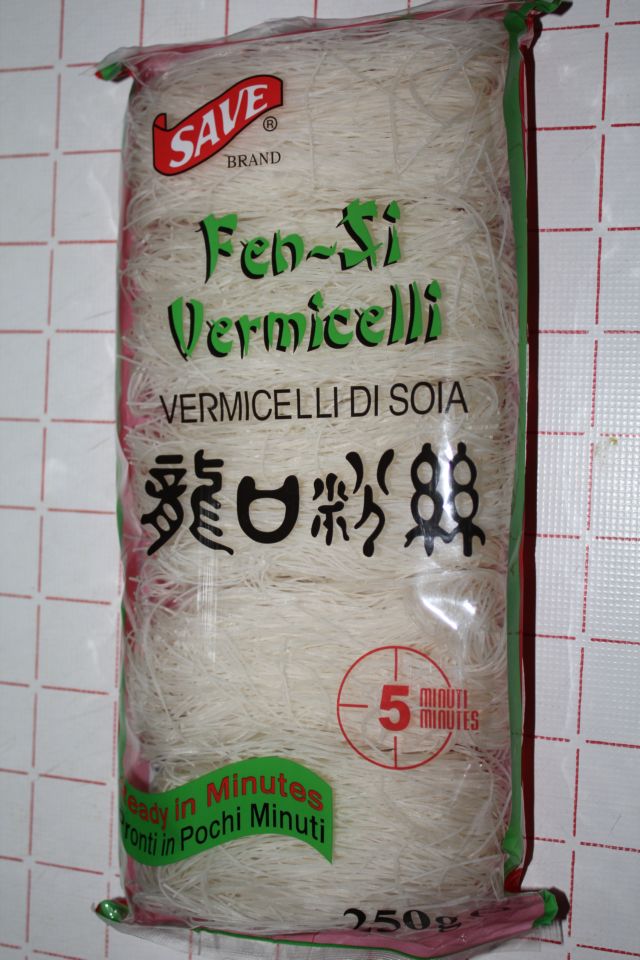 SAVE®
BRAND
Fen-Si
Vermicelli
VERMICELLI DI SOIA
龍口粉絲
5 MINUTI
MINUTES
Ready in Minutes
Pronti in Pochi Minuti
250g